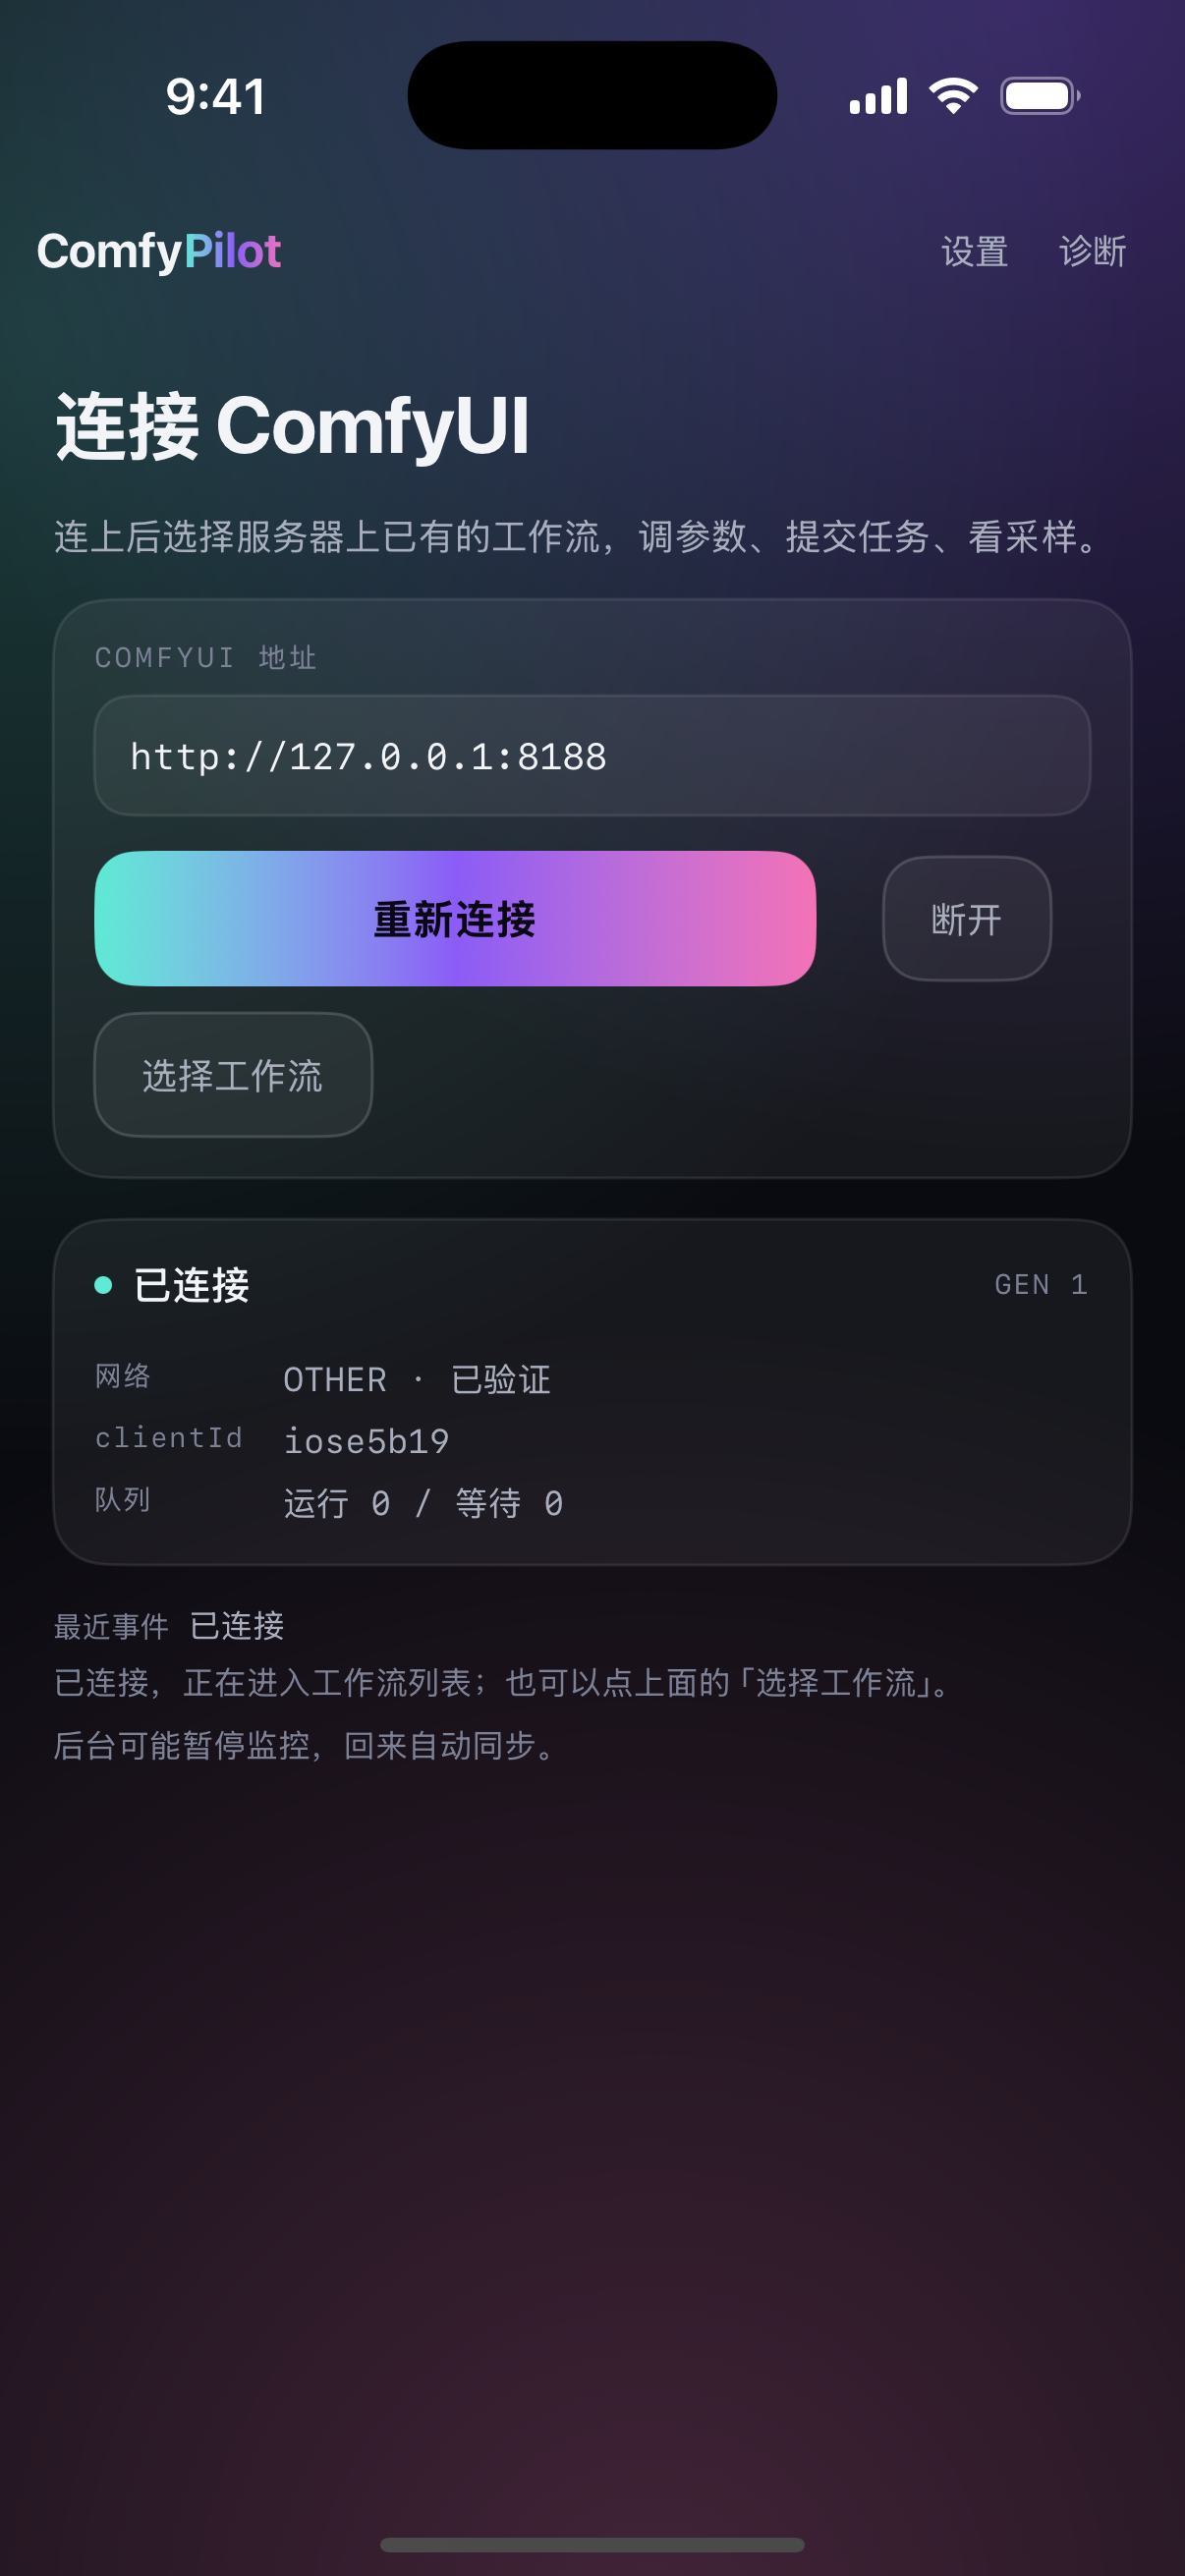 9:41
ComfyPilot 设置 诊断
连接 ComfyUI
连上后选择服务器上已有的工作流，调参数、提交任务、看采样。
COMFYUI 地址
http://127.0.0.1:8188
重新连接 断开
选择工作流
已连接 GEN 1
网络 OTHER · 已验证
clientId iose5b19
队列 运行 0 / 等待 0
最近事件 已连接
已连接，正在进入工作流列表；也可以点上面的「选择工作流」。
后台可能暂停监控，回来自动同步。